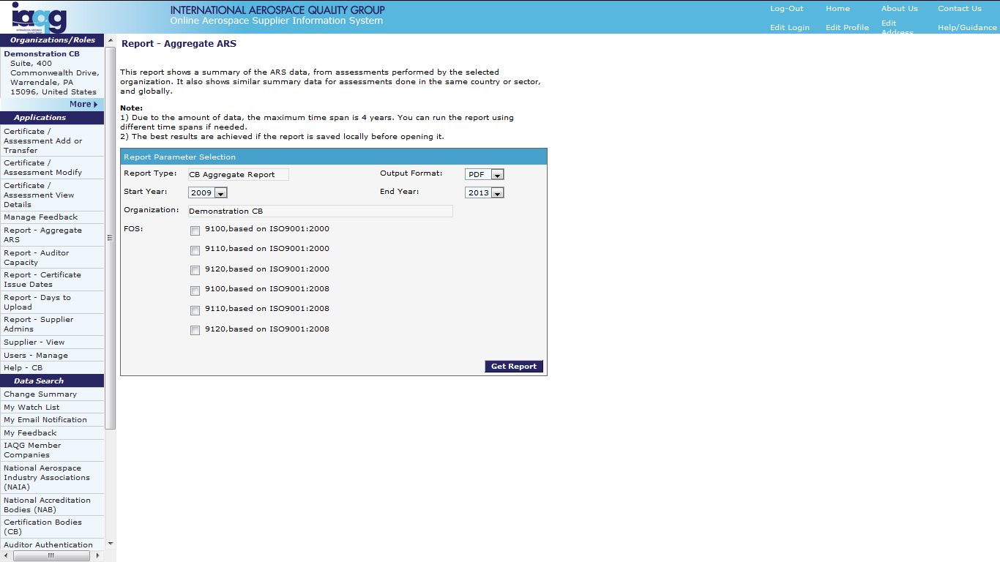 iaqg
INTERNATIONAL AEROSPACE QUALITY GROUP
Online Aerospace Supplier Information System
Log-Out
Home
About Us
Contact Us
Edit Login
Edit Profile
Edit
Address
Help/Guidance
Organizations/Roles
Demonstration CB
Suite, 400
Commonwealth Drive,
Warrendale, PA
15096, United States
More
Applications
Certificate /
Assessment Add or
Transfer
Certificate /
Assessment Modify
Certificate /
Assessment View
Details
Manage Feedback
Report - Aggregate
ARS
Report - Auditor
Capacity
Report - Certificate
Issue Dates
Report - Days to
Upload
Report - Supplier
Admins
Supplier - View
Users - Manage
Help - CB
Data Search
Change Summary
My Watch List
My Email Notification
My Feedback
IAQG Member
Companies
National Aerospace
Industry Associations
(NAIA)
National Accreditation
Bodies (NAB)
Certification Bodies
(CB)
Auditor Authentication
Report - Aggregate ARS
This report shows a summary of the ARS data, from assessments performed by the selected
organization. It also shows similar summary data for assessments done in the same country or sector,
and globally.
Note:
1) Due to the amount of data, the maximum time span is 4 years. You can run the report using
different time spans if needed.
2) The best results are achieved if the report is saved locally before opening it.
Report Parameter Selection
Report Type: CB Aggregate Report Output Format: PDF
Start Year: 2009 End Year: 2013
Organization: Demonstration CB
FOS: 9100,based on ISO9001:2000
9110,based on ISO9001:2000
9120,based on ISO9001:2000
9100,based on ISO9001:2008
9110,based on ISO9001:2008
9120,based on ISO9001:2008
Get Report